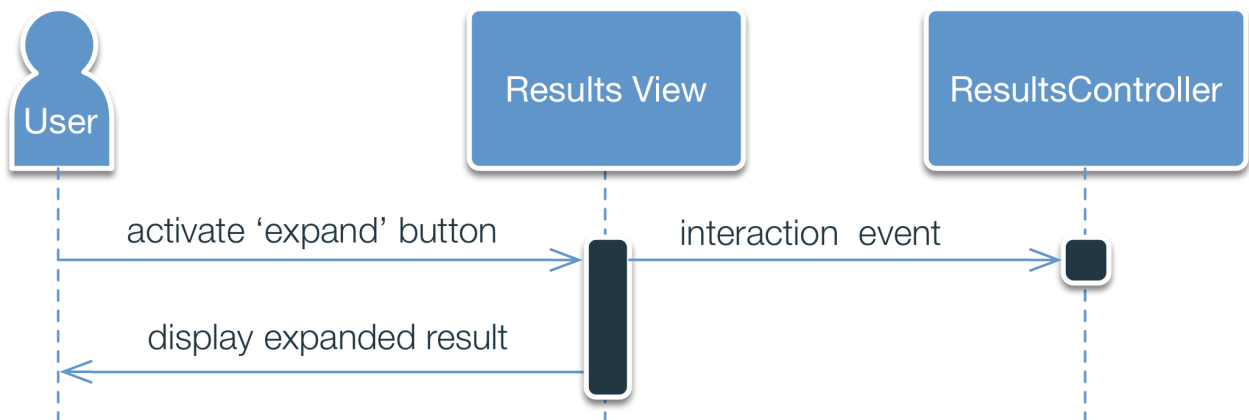 User
Results View
ResultsController
activate ‘expand’ button
interaction  event
display expanded result